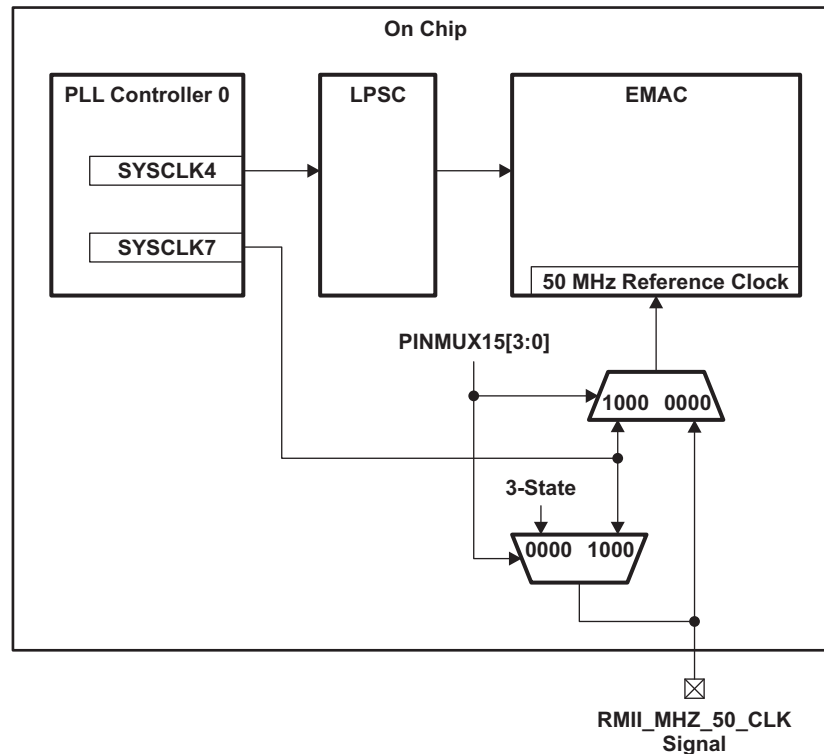 On Chip
PLL Controller 0
LPSC
EMAC
SYSCLK4
SYSCLK7
50 MHz Reference Clock
PINMUX15[3:0]
1000 0000
3-State
0000 1000
RMII_MHZ_50_CLK
Signal